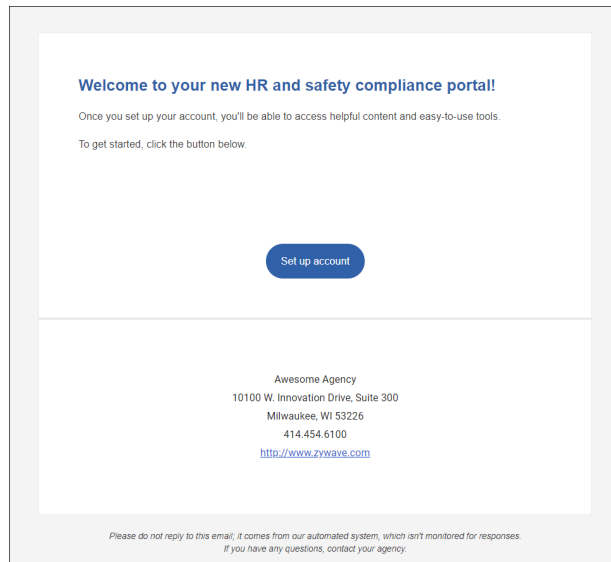 Welcome to your new HR and safety compliance portal!
Once you set up your account, you'll be able to access helpful content and easy-to-use tools.
To get started, click the button below.
Set up account
Awesome Agency
10100 W. Innovation Drive, Suite 300
Milwaukee, WI 53226
414.454.6100
http://www.zywave.com
Please do not reply to this email; it comes from our automated system, which isn't monitored for responses.
If you have any questions, contact your agency.